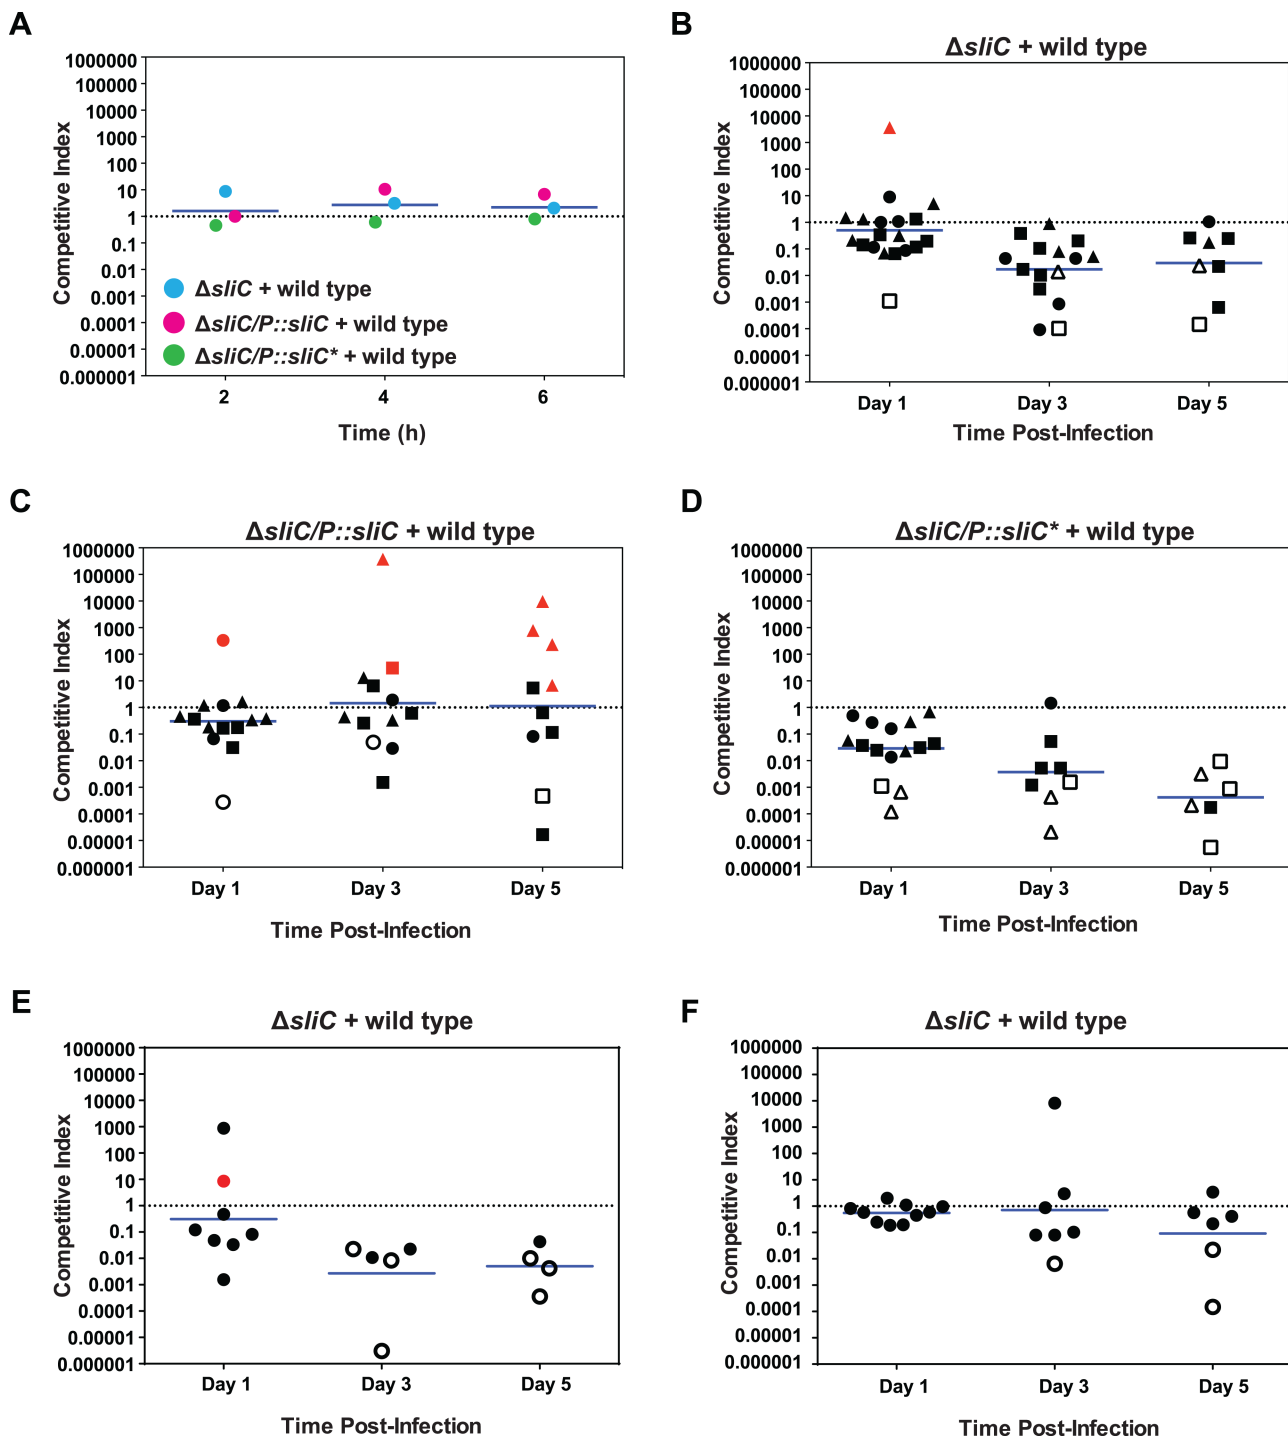 A
1000000
100000
10000
1000
100
10
1
0.1
0.01
0.001
0.0001
0.00001
0.000001
Competitive Index
ΔsliC + wild type
ΔsliC/P::sliC + wild type
ΔsliC/P::sliC* + wild type
2 4 6
Time (h)
B
ΔsliC + wild type
1000000
100000
10000
1000
100
10
1
0.1
0.01
0.001
0.0001
0.00001
0.000001
Competitive Index
Day 1 Day 3 Day 5
Time Post-Infection
C
ΔsliC/P::sliC + wild type
1000000
100000
10000
1000
100
10
1
0.1
0.01
0.001
0.0001
0.00001
0.000001
Competitive Index
Day 1 Day 3 Day 5
Time Post-Infection
D
ΔsliC/P::sliC* + wild type
1000000
100000
10000
1000
100
10
1
0.1
0.01
0.001
0.0001
0.00001
0.000001
Competitive Index
Day 1 Day 3 Day 5
Time Post-Infection
E
ΔsliC + wild type
1000000
100000
10000
1000
100
10
1
0.1
0.01
0.001
0.0001
0.00001
0.000001
Competitive Index
Day 1 Day 3 Day 5
Time Post-Infection
F
ΔsliC + wild type
1000000
100000
10000
1000
100
10
1
0.1
0.01
0.001
0.0001
0.00001
0.000001
Competitive Index
Day 1 Day 3 Day 5
Time Post-Infection